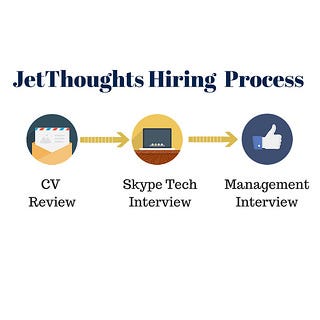 JetThoughts Hiring Process
CV
Review
Skype Tech
Interview
Management
Interview